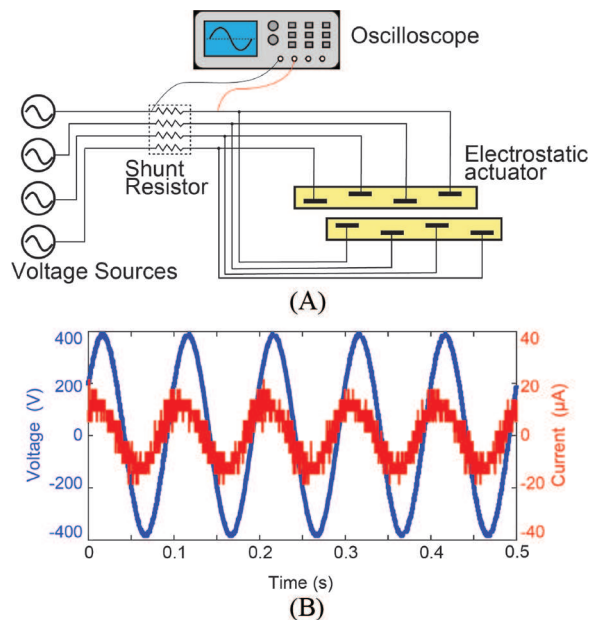 Oscilloscope
Shunt
Resistor
Electrostatic
actuator
Voltage Sources
(A)
400
200
0
-200
-400
Voltage (V)
40
20
0
-20
-40
Current (μA)
0 0.1 0.2 0.3 0.4 0.5
Time (s)
(B)